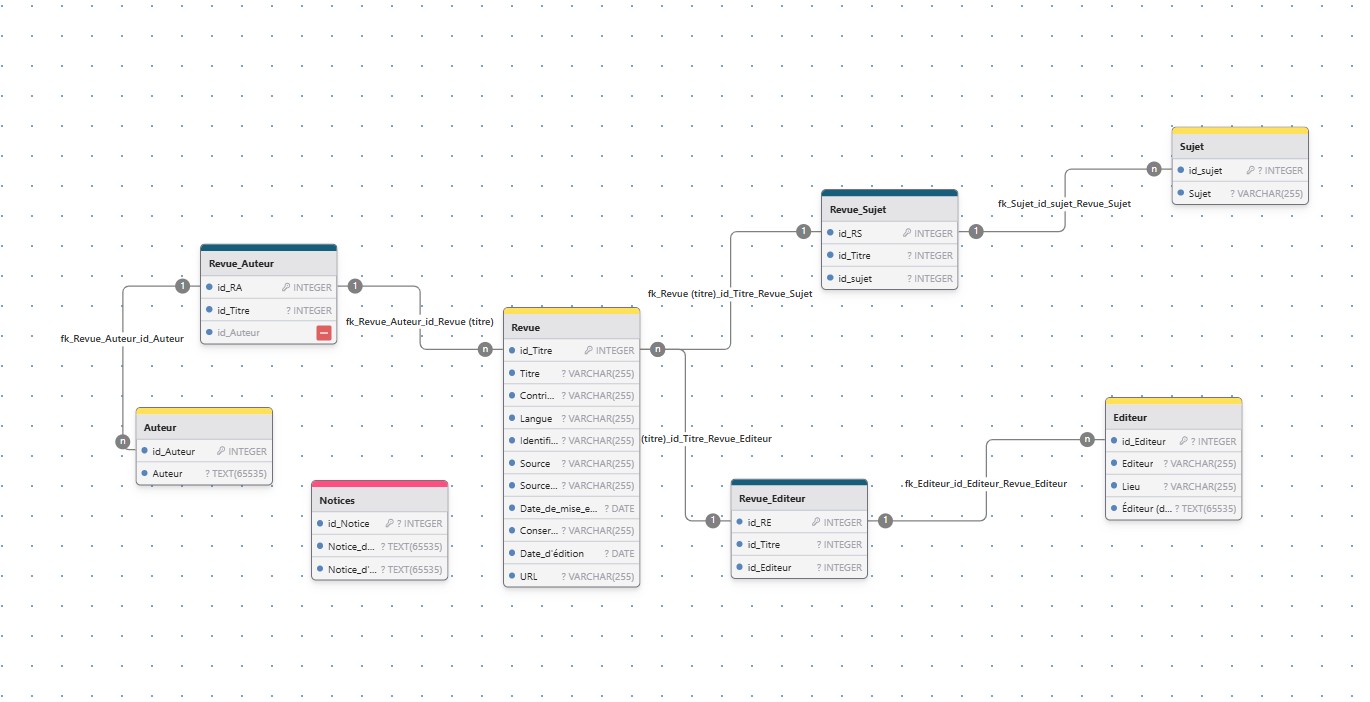 Sujet
id_sujet ? INTEGER
Sujet ? VARCHAR(255)
n
fk_Sujet_id_sujet_Revue_Sujet
Revue_Sujet
id_RS INTEGER
id_Titre ? INTEGER
id_sujet ? INTEGER
1
1
fk_Revue (titre)_id_Titre_Revue_Sujet
Revue_Auteur
id_RA INTEGER
id_Titre ? INTEGER
id_Auteur
1
1
fk_Revue_Auteur_id_Revue (titre)
fk_Revue_Auteur_id_Auteur
n
n
Revue
id_Titre INTEGER
Titre ? VARCHAR(255)
Contri... ? VARCHAR(255)
Langue ? VARCHAR(255)
Identifi... ? VARCHAR(255)
Source ? VARCHAR(255)
Source... ? VARCHAR(255)
Date_de_mise_e... ? DATE
Conser... ? VARCHAR(255)
Date_d'édition ? DATE
URL ? VARCHAR(255)
Auteur
id_Auteur INTEGER
Auteur ? TEXT(65535)
n
Notices
id_Notice ? INTEGER
Notice_d... ? TEXT(65535)
Notice_d'... ? TEXT(65535)
(titre)_id_Titre_Revue_Editeur
Revue_Editeur
id_RE INTEGER
id_Titre ? INTEGER
id_Editeur ? INTEGER
1
1
fk_Editeur_id_Editeur_Revue_Editeur
n
Editeur
id_Editeur ? INTEGER
Editeur ? VARCHAR(255)
Lieu ? VARCHAR(255)
Éditeur (d... ? TEXT(65535)